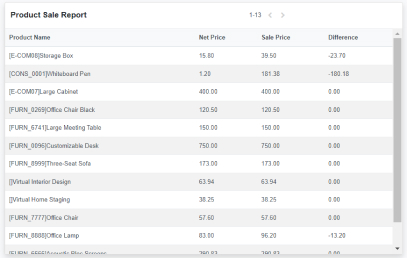 Product Sale Report 1-13
Product Name Net Price Sale Price Difference
[E-COM08]Storage Box 15.80 39.50 -23.70
[CONS_0001]Whiteboard Pen 1.20 181.38 -180.18
[E-COM07]Large Cabinet 400.00 400.00 0.00
[FURN_0269]Office Chair Black 120.50 120.50 0.00
[FURN_6741]Large Meeting Table 150.00 150.00 0.00
[FURN_0096]Customizable Desk 750.00 750.00 0.00
[FURN_8999]Three-Seat Sofa 173.00 173.00 0.00
[]Virtual Interior Design 63.94 63.94 0.00
[]Virtual Home Staging 38.25 38.25 0.00
[FURN_7777]Office Chair 57.60 57.60 0.00
[FURN_8888]Office Lamp 83.00 96.20 -13.20